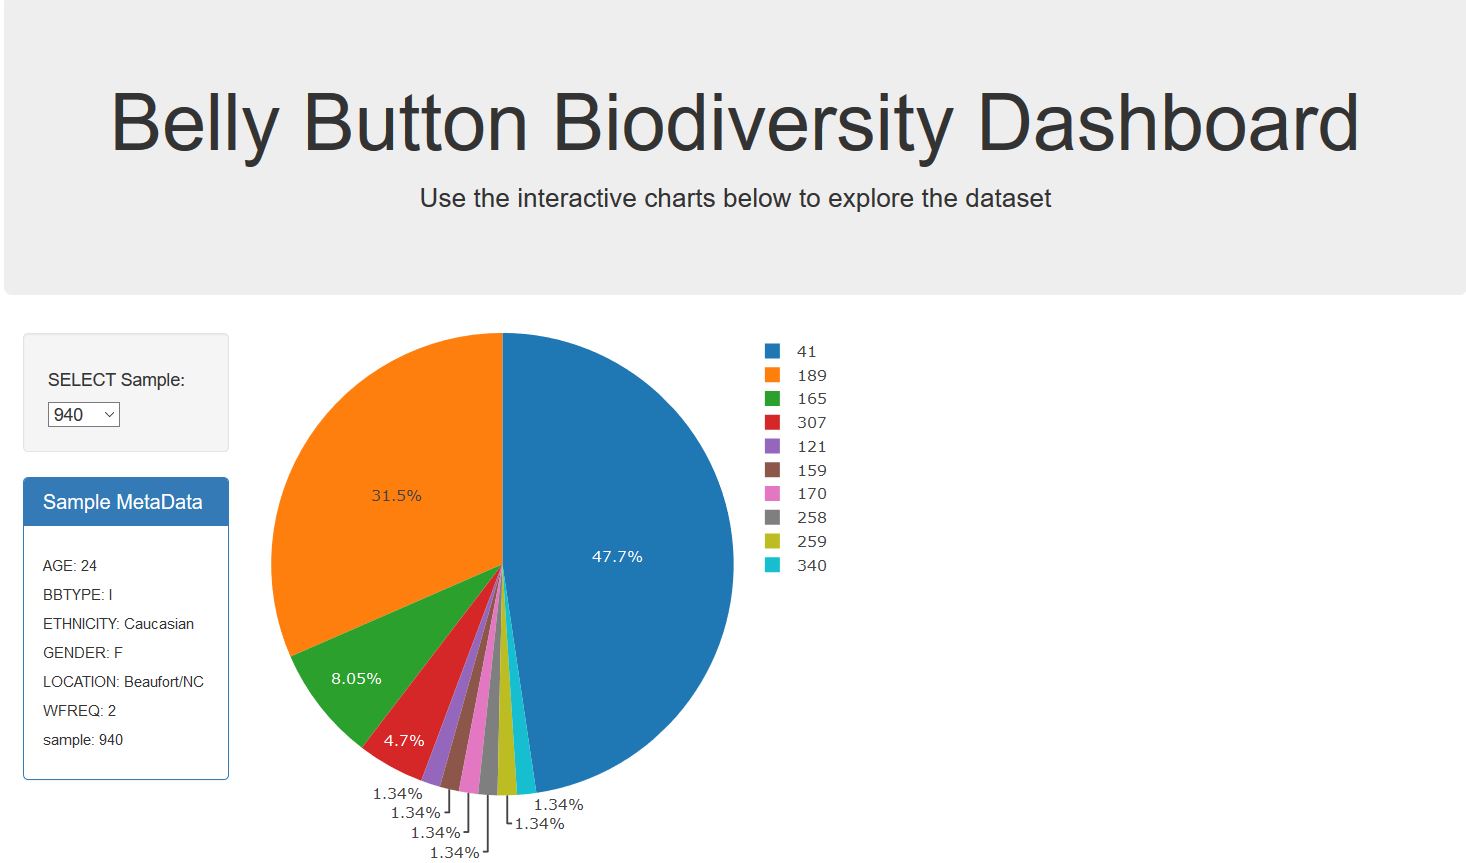 Belly Button Biodiversity Dashboard
Use the interactive charts below to explore the dataset
SELECT Sample:
940
Sample MetaData
AGE: 24
BBTYPE: I
ETHNICITY: Caucasian
GENDER: F
LOCATION: Beaufort/NC
WFREQ: 2
sample: 940
31.5%
47.7%
8.05%
4.7%
1.34%
1.34%
1.34%
1.34%
1.34%
1.34%
41
189
165
307
121
159
170
258
259
340